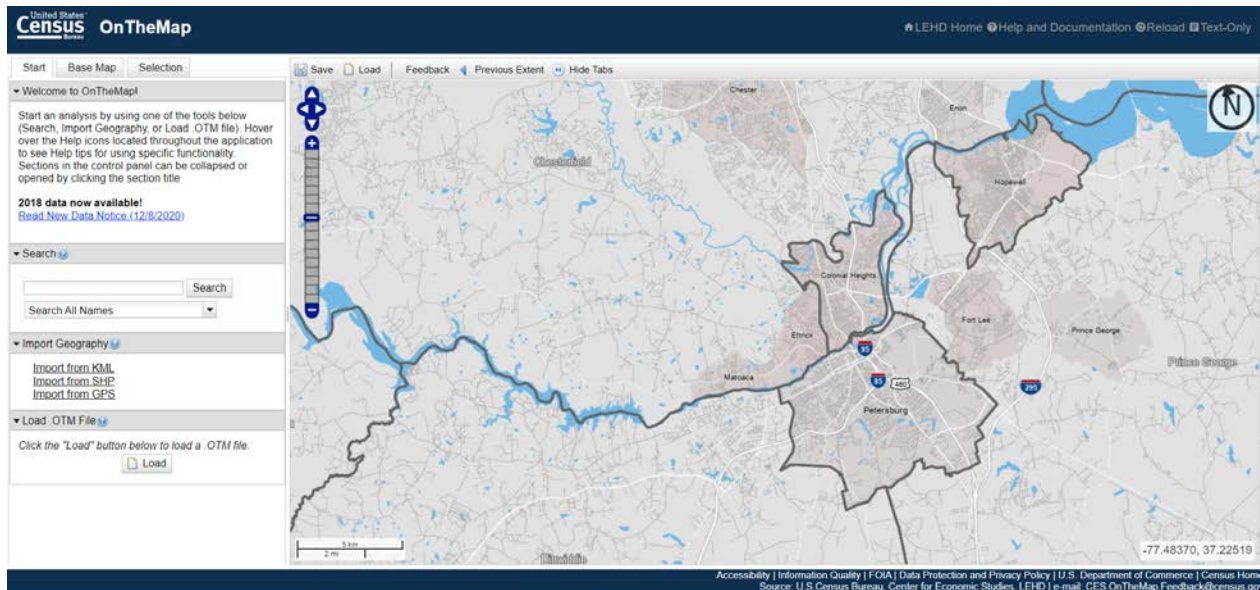 United States™
Census
Bureau
OnTheMap
LEHD Home Help and Documentation Reload Text-Only
Start Base Map Selection
Save Load Feedback Previous Extent Hide Tabs
Welcome to OnTheMap!
Start an analysis by using one of the tools below
(Search, Import Geography, or Load .OTM file). Hover
over the Help icons located throughout the application
to see Help tips for using specific functionality.
Sections in the control panel can be collapsed or
opened by clicking the section title
2018 data now available!
Read New Data Notice (12/8/2020)
Search
Search
Search All Names
Import Geography
Import from KML
Import from SHP
Import from GPS
Load .OTM File
Click the "Load" button below to load a .OTM file.
Load
Chester
Enon
N
Chesterfield
Hopewell
Colonial Heights
Fort Lee
Prince George
Ettrick
Prince George
95
Matoaca
85
460
295
Petersburg
5 km
2 mi
Dinwiddie
-77.48370, 37.22519
Accessibility | Information Quality | FOIA | Data Protection and Privacy Policy | U.S. Department of Commerce | Census Home
Source: U.S.Census Bureau, Center for Economic Studies, LEHD | e-mail: CES.OnTheMap.Feedback@census.gov